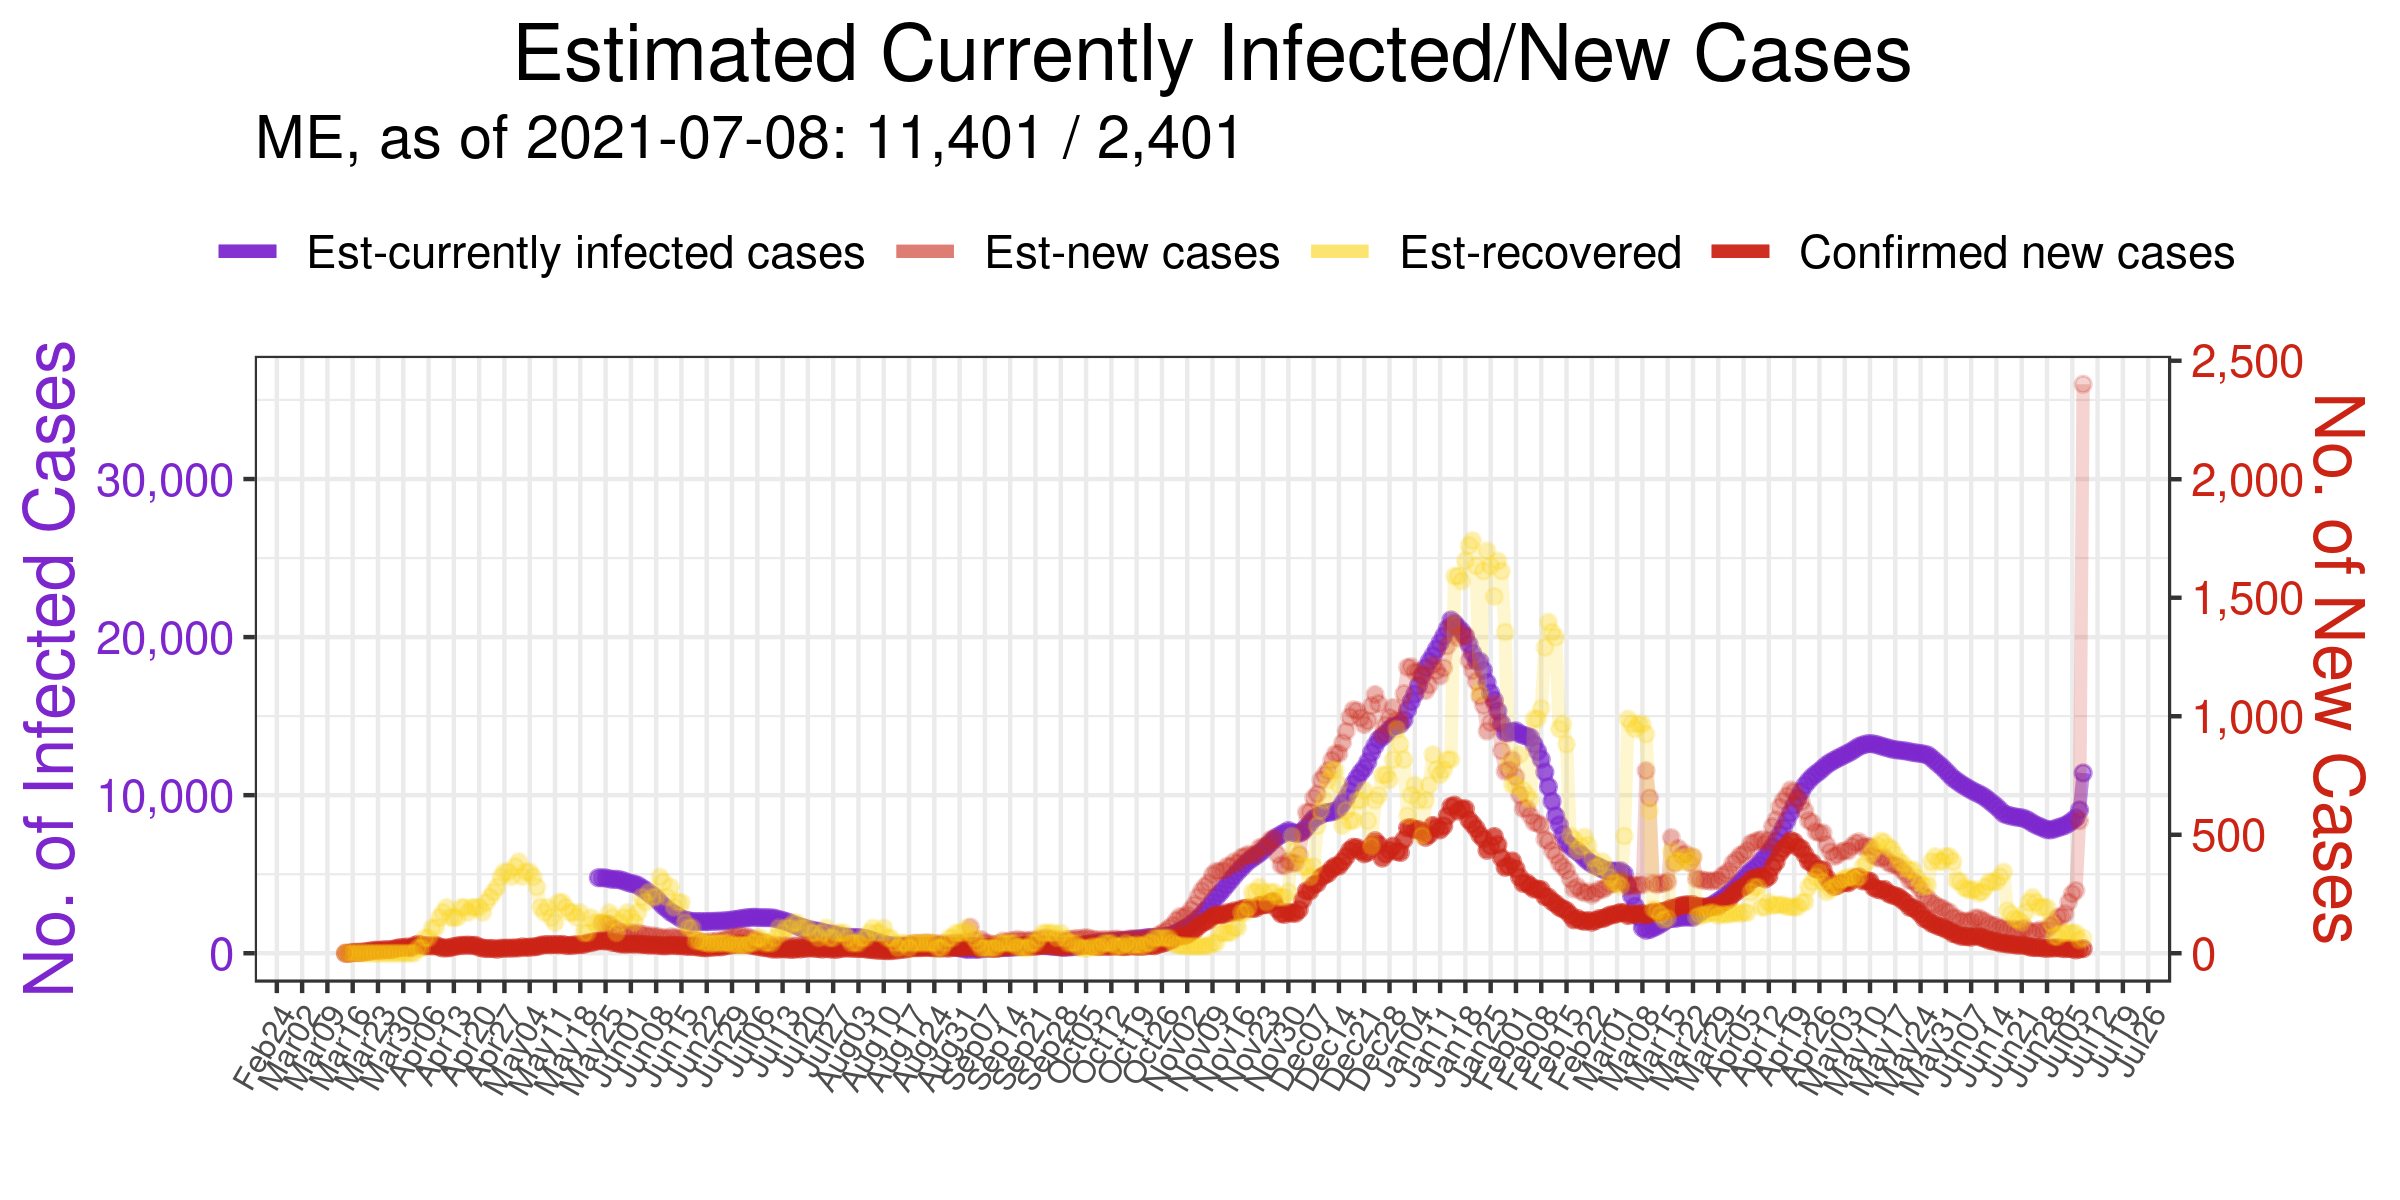 Estimated Currently Infected/New Cases
ME, as of 2021-07-08: 11,401 / 2,401
Est-currently infected cases Est-new cases Est-recovered Confirmed new cases
No. of Infected Cases
30,000
20,000
10,000
0
2,500
2,000
1,500
1,000
500
0
No. of New Cases
Feb24 Mar02 Mar09 Mar16 Mar23 Mar30 Apr06 Apr13 Apr20 Apr27 May04 May11 May18 May25 Jun01 Jun08 Jun15 Jun22 Jun29 Jul06 Jul13 Jul20 Jul27 Aug03 Aug10 Aug17 Aug24 Aug31 Sep07 Sep14 Sep21 Sep28 Oct05 Oct12 Oct19 Oct26 Nov02 Nov09 Nov16 Nov23 Nov30 Dec07 Dec14 Dec21 Dec28 Jan04 Jan11 Jan18 Jan25 Feb01 Feb08 Feb15 Feb22 Mar01 Mar08 Mar15 Mar22 Mar29 Apr05 Apr12 Apr19 Apr26 May03 May10 May17 May24 May31 Jun07 Jun14 Jun21 Jun28 Jul05 Jul12 Jul19 Jul26